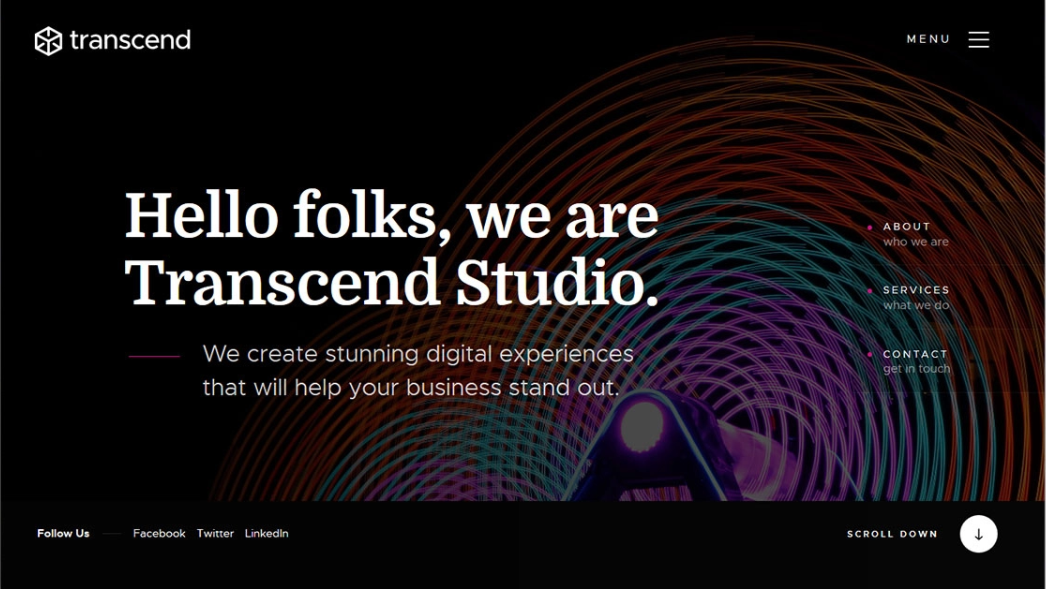 transcend
MENU
Hello folks, we are
Transcend Studio.
We create stunning digital experiences
that will help your business stand out.
ABOUT
who we are
SERVICES
what we do
CONTACT
get in touch
Follow Us Facebook Twitter LinkedIn
SCROLL DOWN